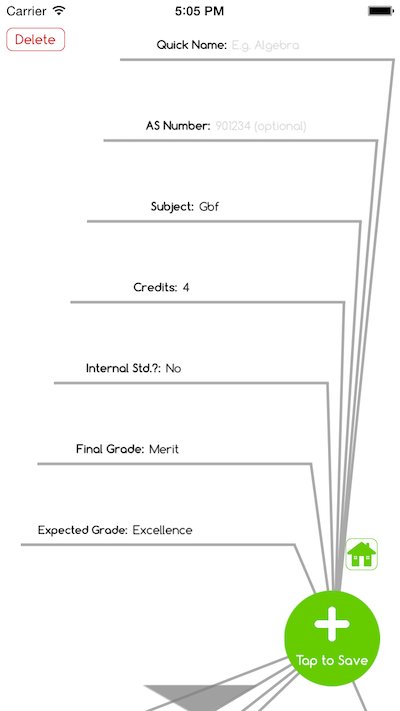 Carrier 5:05 PM
Delete
Quick Name: E.g. Algebra
AS Number: 901234 (optional)
Subject: Gbf
Credits: 4
Internal Std.?: No
Final Grade: Merit
Expected Grade: Excellence
Tap to Save